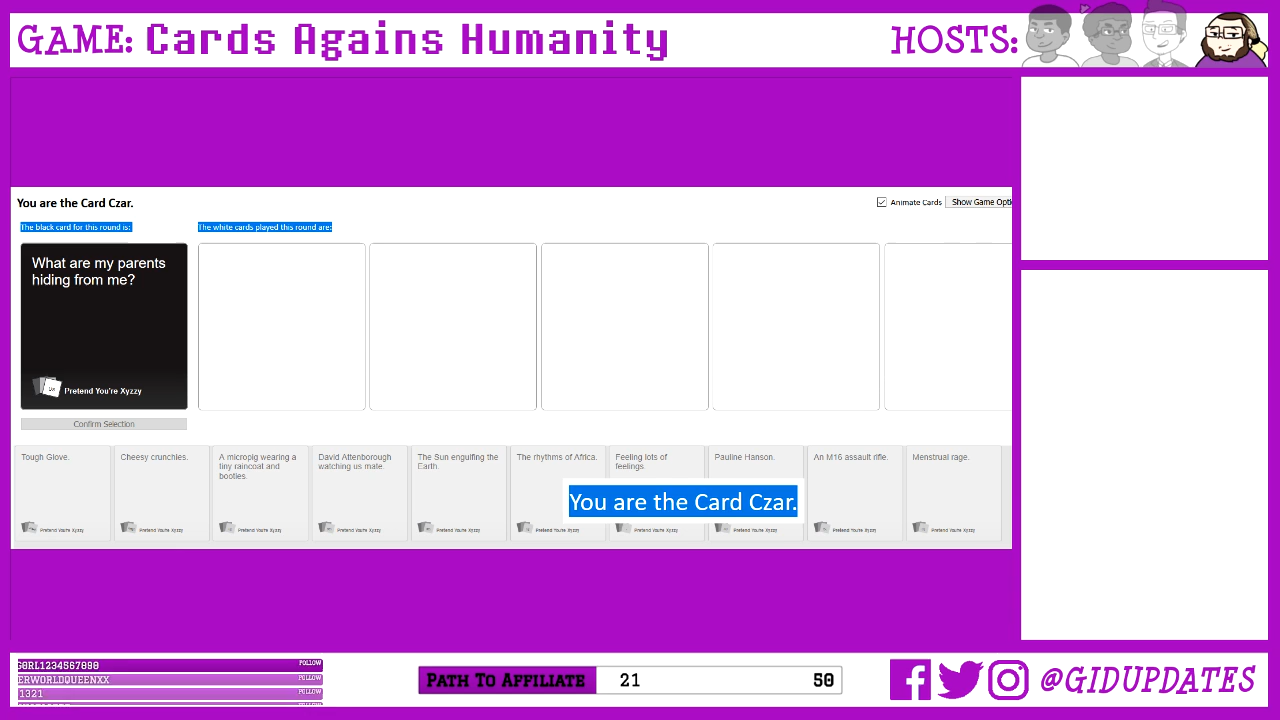 GAME: Cards Agains Humanity
HOSTS:
You are the Card Czar.
Animate Cards
Show Game Opti
The black card for this round is:
The white cards played this round are:
What are my parents
hiding from me?
Pretend You're Xyzzy
Confirm Selection
Tough Glove.
Cheesy crunchies.
A micropig wearing a
tiny raincoat and
booties.
David Attenborough
watching us mate.
The Sun engulfing the
Earth.
The rhythms of Africa.
Feeling lots of
feelings.
Pauline Hanson.
An M16 assault rifle.
Menstrual rage.
You are the Card Czar.
Pretend You're Xyzzy
Pretend You're Xyzzy
Pretend You're Xyzzy
Pretend You're Xyzzy
Pretend You're Xyzzy
Pretend You're Xyzzy
Pretend You're Xyzzy
Pretend You're Xyzzy
Pretend You're Xyzzy
Pretend You're Xyzzy
GORL1234567890 FOLLOW
ERWORLDQUEENXX FOLLOW
1321 FOLLOW
FOLLOW
PATH TO AFFILIATE 21 50
@GIDUPDATES